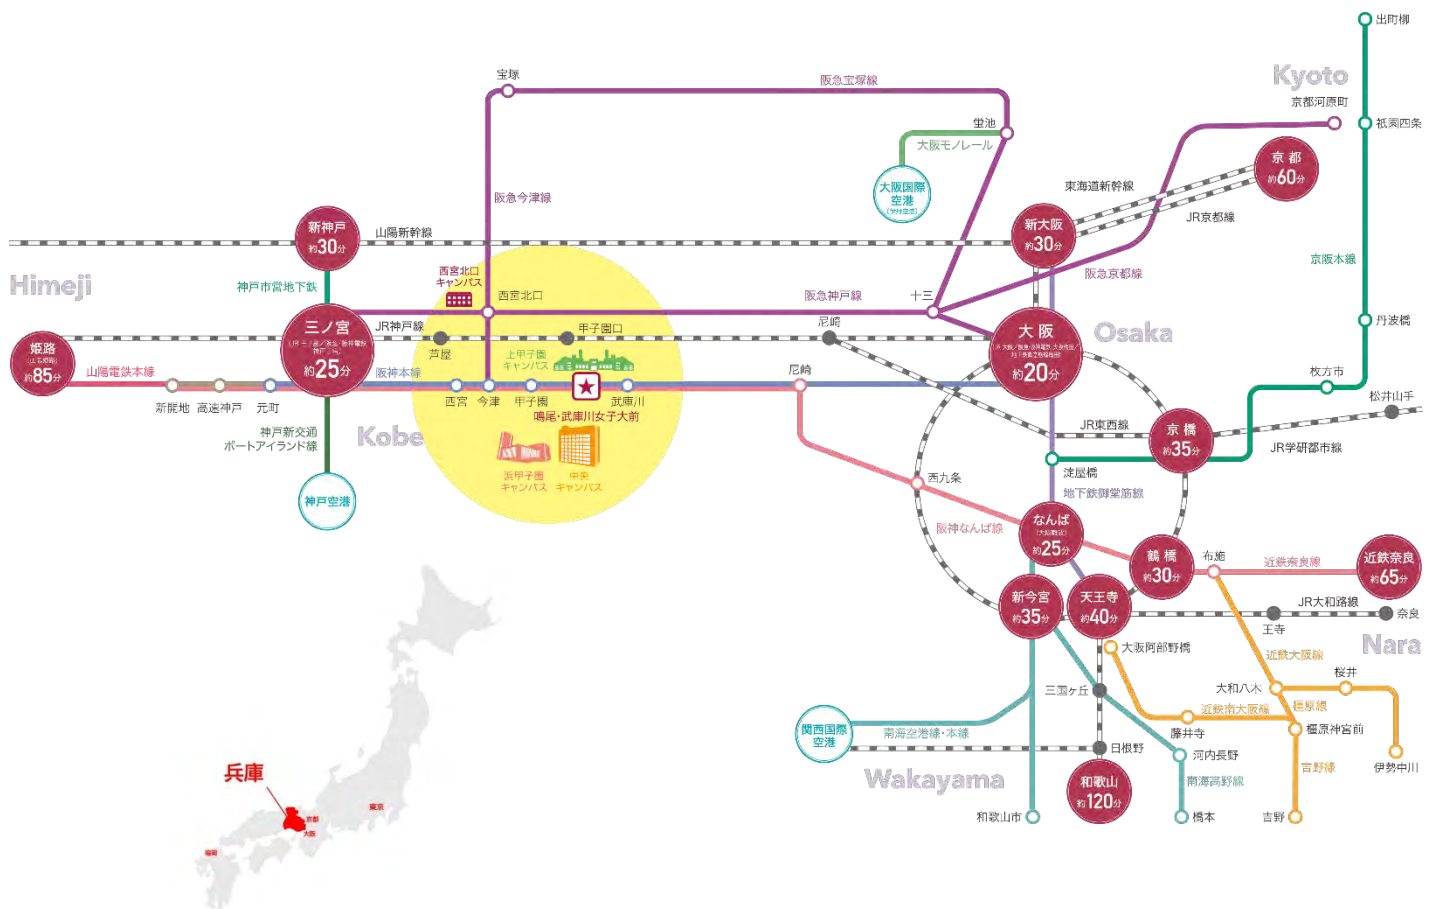 出町柳
Kyoto
宝塚
阪急宝塚線
京都河原町
蛍池
祇園四条
大阪モノレール
京都
約60分
阪急今津線
大阪国際
空港
(伊丹空港)
東海道新幹線
JR京都線
新神戸
約30分
山陽新幹線
新大阪
約30分
京阪本線
Himeji
神戸市営地下鉄
西宮北口
キャンパス
西宮北口
阪急神戸線
十三
阪急京都線
三ノ宮
約25分
JR神戸線
芦屋
甲子園口
尼崎
大阪
約20分
Osaka
丹波橋
姫路
約85分
山陽電鉄本線
阪神本線
上甲子園
キャンパス
尼崎
枚方市
松井山手
新開地
高速神戸
元町
西宮
今津
甲子園
武庫川
鳴尾・武庫川女子大前
神戸新交通
ポートアイランド線
Kobe
JR東西線
京橋
約35分
JR学研都市線
浜甲子園
キャンパス
中央
キャンパス
淀屋橋
西九条
地下鉄御堂筋線
神戸空港
阪神なんば線
なんば
(大阪難波)
約25分
鶴橋
約30分
布施
近鉄奈良線
近鉄奈良
約65分
新今宮
約35分
天王寺
約40分
JR大和路線
王寺
奈良
Nara
大阪阿部野橋
近鉄大阪線
三国ヶ丘
大和八木
桜井
橿原線
近鉄南大阪線
藤井寺
橿原神宮前
関西国際
空港
南海空港線・本線
日根野
河内長野
伊勢中川
吉野線
Wakayama
和歌山
約120分
南海高野線
和歌山市
橋本
吉野
兵庫
京都
大阪
東京
福岡